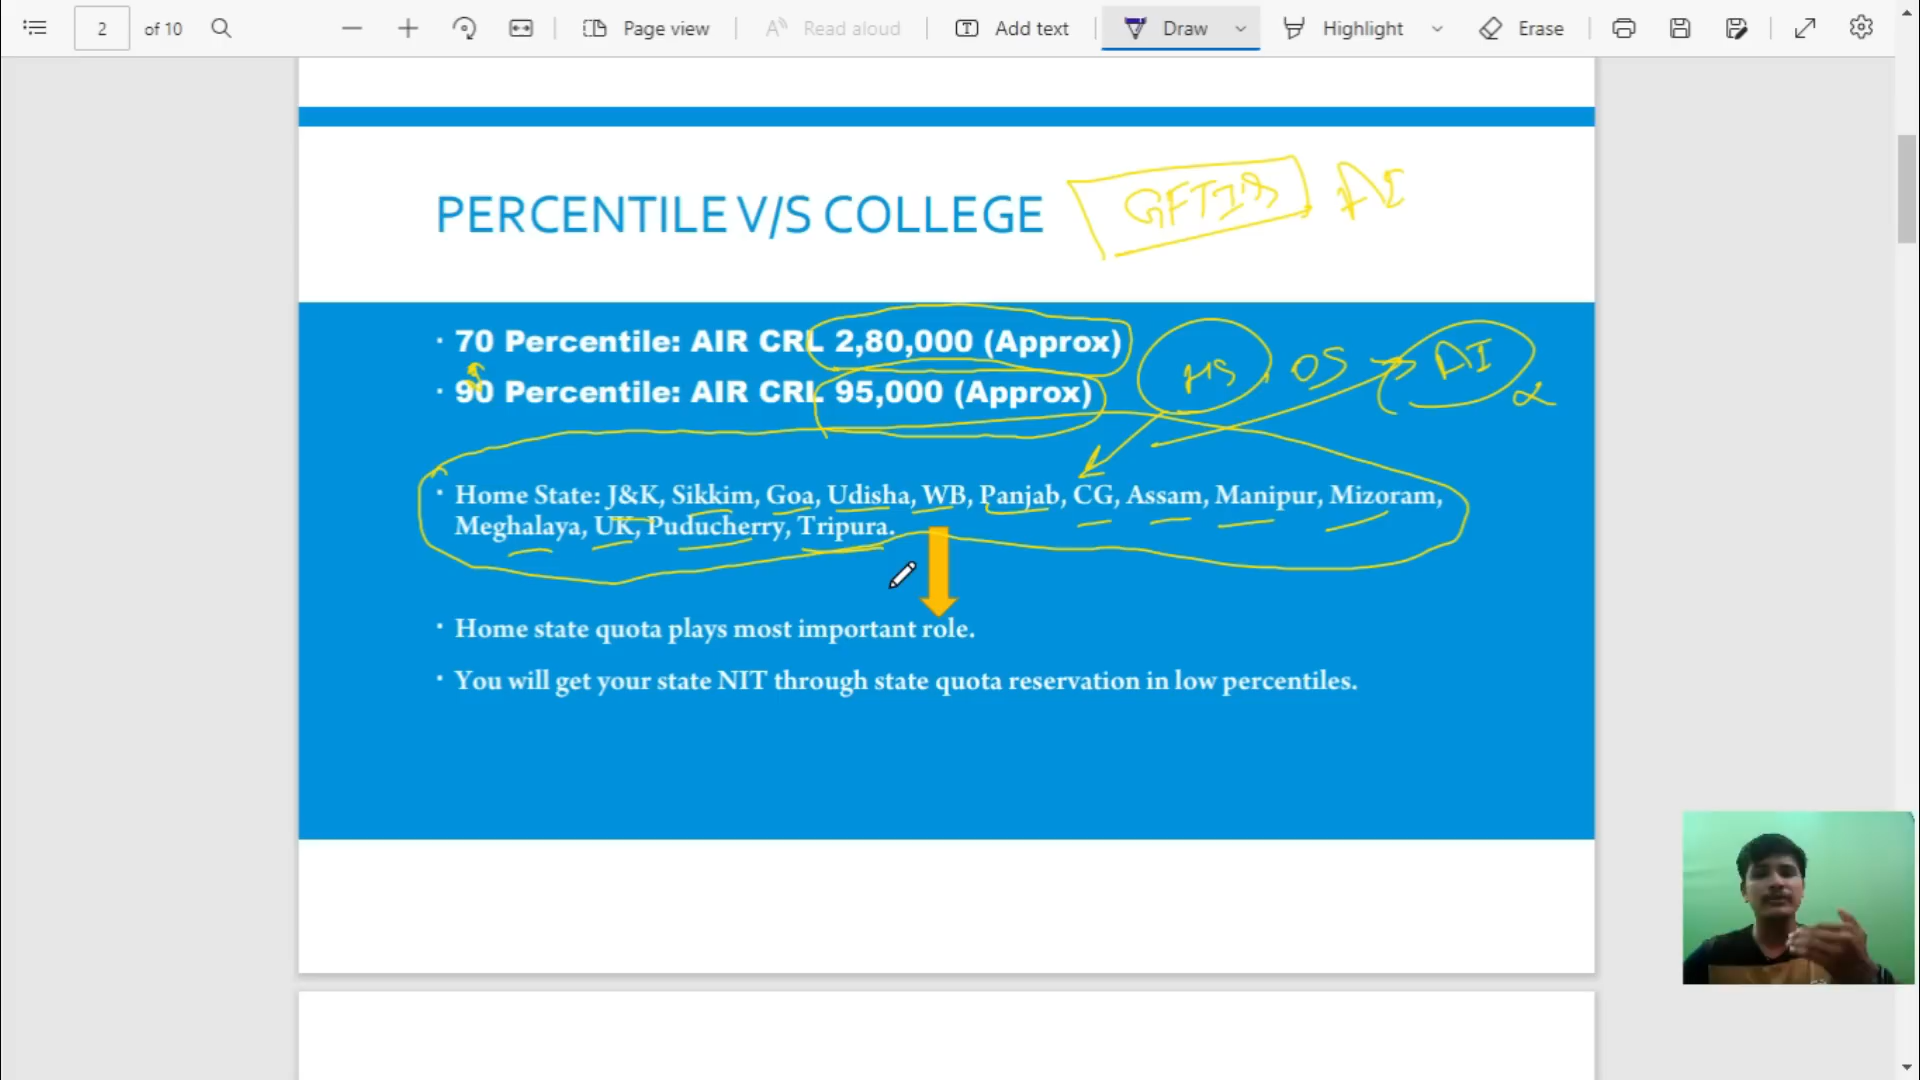 2 of 10 Page view Read aloud Add text Draw Highlight Erase
PERCENTILE V/S COLLEGE
GFTIs AI
70 Percentile: AIR CRL 2,80,000 (Approx)
HS, OS → AI
90 Percentile: AIR CRL 95,000 (Approx)
Home State: J&K, Sikkim, Goa, Udisha, WB, Panjab, CG, Assam, Manipur, Mizoram,
Meghalaya, UK, Puducherry, Tripura.
Home state quota plays most important role.
You will get your state NIT through state quota reservation in low percentiles.